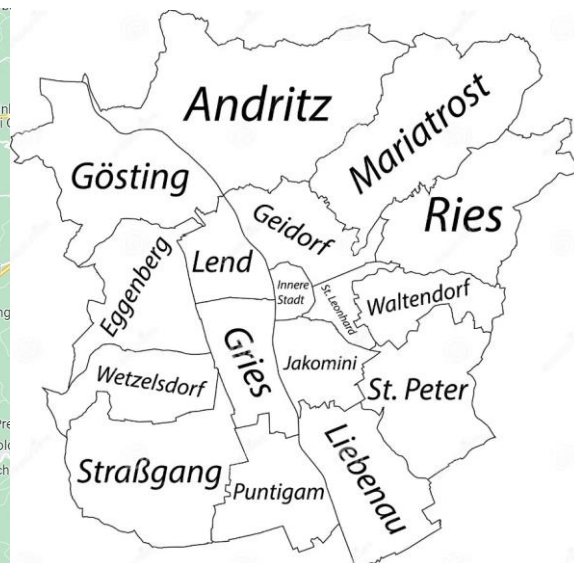 Andritz
Mariatrost
Gösting
Ries
Geidorf
Lend
Eggenberg
Innere
Stadt
St. Leonhard
Waltendorf
Gries
Jakomini
Wetzelsdorf
St. Peter
Straßgang
Puntigam
Liebenau